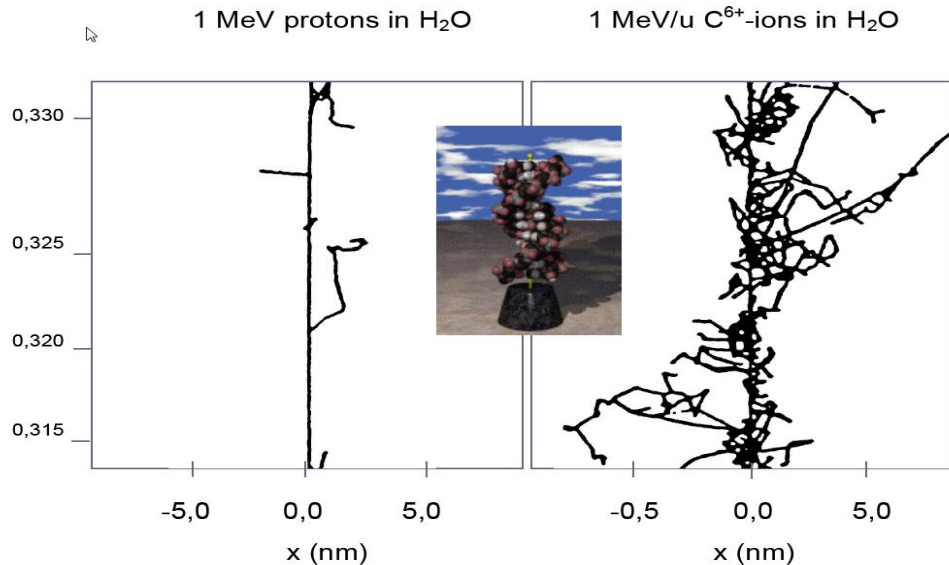 1 MeV protons in H₂O
1 MeV/u C⁶⁺-ions in H₂O
0,330
0,325
0,320
0,315
-5,0 0,0 5,0
-0,5 0.0 5,0
x (nm)
x (nm)